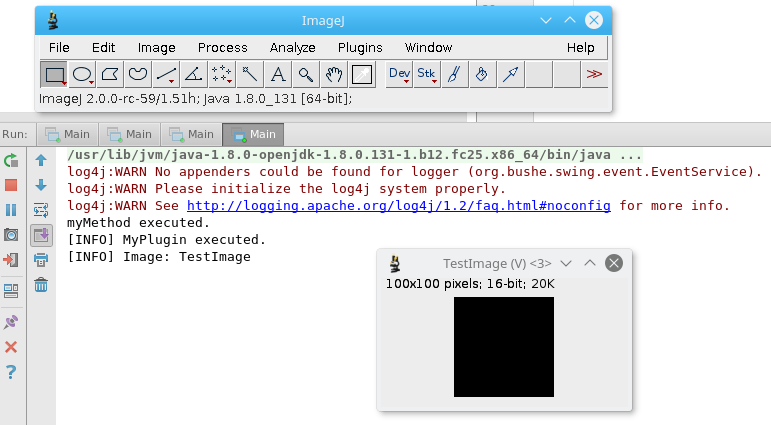 ImageJ
File Edit Image Process Analyze Plugins Window Help
A Dev Stk >>
ImageJ 2.0.0-rc-59/1.51h; Java 1.8.0_131 [64-bit];
Run: Main Main Main Main
/usr/lib/jvm/java-1.8.0-openjdk-1.8.0.131-1.b12.fc25.x86_64/bin/java ...
log4j:WARN No appenders could be found for logger (org.bushe.swing.event.EventService).
log4j:WARN Please initialize the log4j system properly.
log4j:WARN See http://logging.apache.org/log4j/1.2/faq.html#noconfig for more info.
myMethod executed.
[INFO] MyPlugin executed.
[INFO] Image: TestImage
TestImage (V) <3>
100x100 pixels; 16-bit; 20K